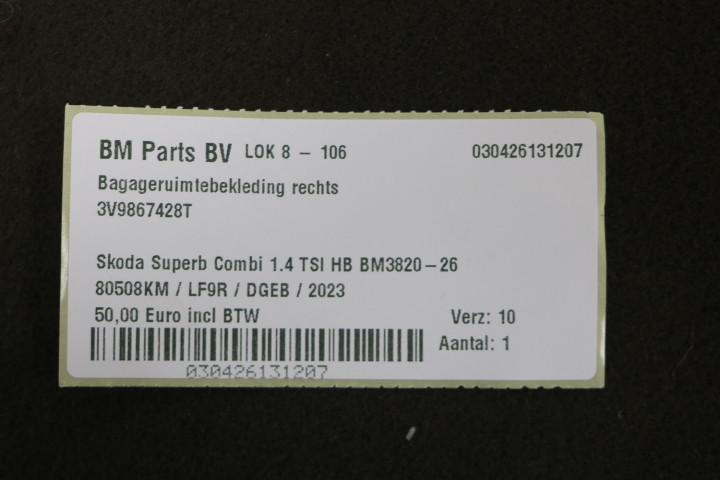 BM Parts BV LOK 8 - 106 030426131207
Bagageruimtebekleding rechts
3V9867428T
Skoda Superb Combi 1.4 TSI HB BM3820-26
80508KM / LF9R / DGEB / 2023
50,00 Euro incl BTW Verz: 10
Aantal: 1
030426131207